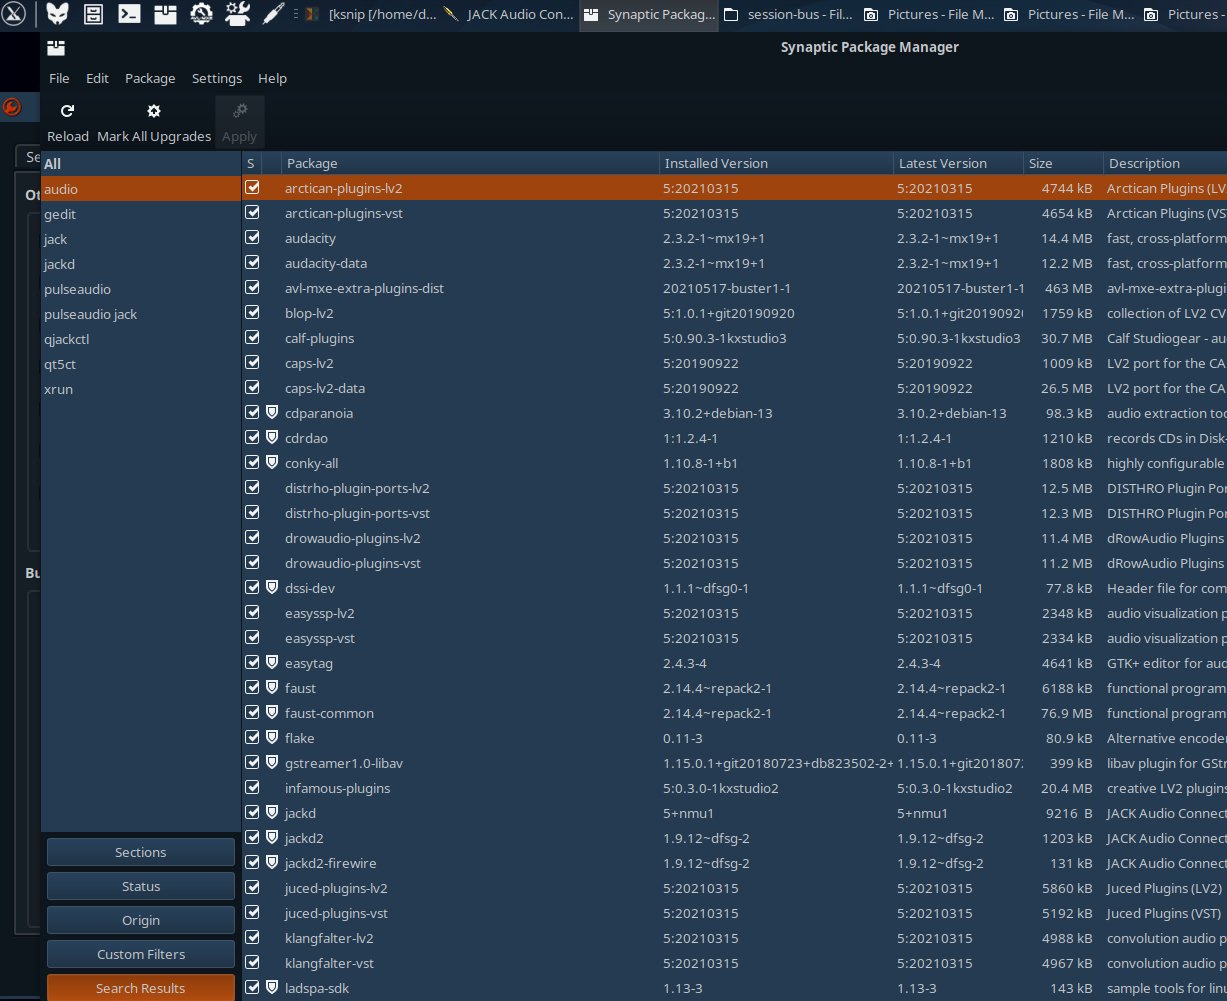 [ksnip [/home/d... JACK Audio Con... Synaptic Packag... session-bus - Fil... Pictures - File M... Pictures - File M... Pictures -
Synaptic Package Manager
File Edit Package Settings Help
Reload Mark All Upgrades Apply
Se
Ot
Bu
All
audio
gedit
jack
jackd
pulseaudio
pulseaudio jack
qjackctl
qt5ct
xrun
Sections
Status
Origin
Custom Filters
Search Results
S Package Installed Version Latest Version Size Description
arctican-plugins-lv2 5:20210315 5:20210315 4744 kB Arctican Plugins (LV
arctican-plugins-vst 5:20210315 5:20210315 4654 kB Arctican Plugins (VS
audacity 2.3.2-1~mx19+1 2.3.2-1~mx19+1 14.4 MB fast, cross-platform
audacity-data 2.3.2-1~mx19+1 2.3.2-1~mx19+1 12.2 MB fast, cross-platform
avl-mxe-extra-plugins-dist 20210517-buster1-1 20210517-buster1-1 463 MB avl-mxe-extra-plugi
blop-lv2 5:1.0.1+git20190920 5:1.0.1+git2019092( 1759 kB collection of LV2 CV
calf-plugins 5:0.90.3-1kxstudio3 5:0.90.3-1kxstudio3 30.7 MB Calf Studiogear - au
caps-lv2 5:20190922 5:20190922 1009 kB LV2 port for the CA
caps-lv2-data 5:20190922 5:20190922 26.5 MB LV2 port for the CA
cdparanoia 3.10.2+debian-13 3.10.2+debian-13 98.3 kB audio extraction too
cdrdao 1:1.2.4-1 1:1.2.4-1 1210 kB records CDs in Disk-
conky-all 1.10.8-1+b1 1.10.8-1+b1 1808 kB highly configurable
distrho-plugin-ports-lv2 5:20210315 5:20210315 12.5 MB DISTHRO Plugin Por
distrho-plugin-ports-vst 5:20210315 5:20210315 12.3 MB DISTHRO Plugin Por
drowaudio-plugins-lv2 5:20210315 5:20210315 11.4 MB dRowAudio Plugins
drowaudio-plugins-vst 5:20210315 5:20210315 11.2 MB dRowAudio Plugins
dssi-dev 1.1.1~dfsg0-1 1.1.1~dfsg0-1 77.8 kB Header file for com
easyssp-lv2 5:20210315 5:20210315 2348 kB audio visualization p
easyssp-vst 5:20210315 5:20210315 2334 kB audio visualization p
easytag 2.4.3-4 2.4.3-4 4641 kB GTK+ editor for aud
faust 2.14.4~repack2-1 2.14.4~repack2-1 6188 kB functional program
faust-common 2.14.4~repack2-1 2.14.4~repack2-1 76.9 MB functional program
flake 0.11-3 0.11-3 80.9 kB Alternative encode
gstreamer1.0-libav 1.15.0.1+git20180723+db823502-2+ 1.15.0.1+git201807: 399 kB libav plugin for GStr
infamous-plugins 5:0.3.0-1kxstudio2 5:0.3.0-1kxstudio2 20.4 MB creative LV2 plugins
jackd 5+nmu1 5+nmu1 9216 B JACK Audio Connect
jackd2 1.9.12~dfsg-2 1.9.12~dfsg-2 1203 kB JACK Audio Connect
jackd2-firewire 1.9.12~dfsg-2 1.9.12~dfsg-2 131 kB JACK Audio Connect
juced-plugins-lv2 5:20210315 5:20210315 5860 kB Juced Plugins (LV2)
juced-plugins-vst 5:20210315 5:20210315 5192 kB Juced Plugins (VST)
klangfalter-lv2 5:20210315 5:20210315 4988 kB convolution audio p
klangfalter-vst 5:20210315 5:20210315 4967 kB convolution audio p
ladspa-sdk 1.13-3 1.13-3 143 kB sample tools for linu